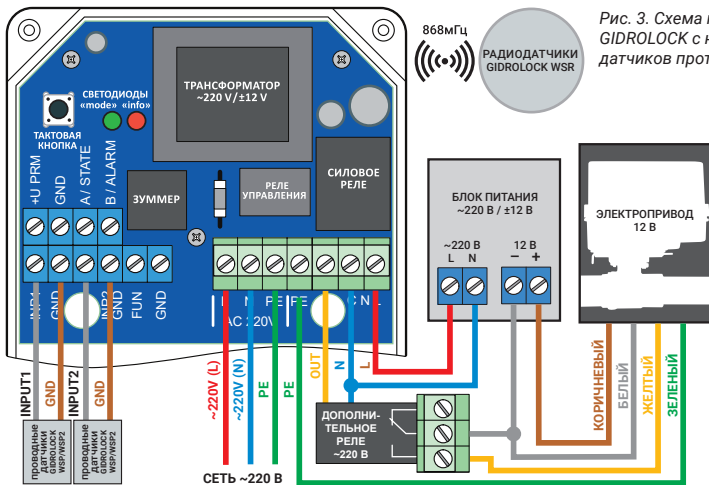 868мГц
РАДИОДАТЧИКИ
GIDROLOCK WSR
Рис. 3. Схема
GIDROLOCK с
датчиков прот
ТРАНСФОРМАТОР
~220 V/±12 V
СВЕТОДИОДЫ
«mode» «info»
ТАКТОВАЯ
КНОПКА
+U PRM
GND
A / STATE
B / ALARM
ЗУММЕР
РЕЛЕ
УПРАВЛЕНИЯ
СИЛОВОЕ
РЕЛЕ
GND
GND
FUN
GND
PE
PE
N
L
AC 220V
БЛОК ПИТАНИЯ
~220 В / ±12 В
~220 В
L N
12 В
– +
ЭЛЕКТРОПРИВОД
12 В
INPUT1
GND
INPUT2
GND
~220V (L)
~220V (N)
PE
PE
OUT
N
L
КОРИЧНЕВЫЙ
БЕЛЫЙ
ЖЕЛТЫЙ
ЗЕЛЕНЫЙ
проводные
датчики
GIDROLOCK
WSP/WSP2
проводные
датчики
GIDROLOCK
WSP/WSP2
ДОПОЛНИ-
ТЕЛЬНОЕ
РЕЛЕ
~220 В
СЕТЬ ~220 В